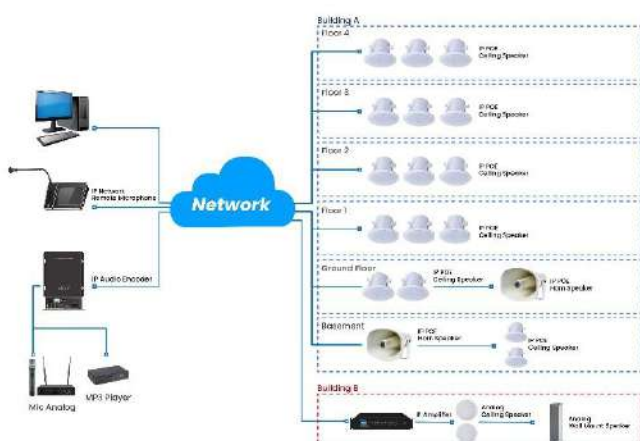 Building A
Floor 4
IP POE
Ceiling Speaker
Floor 3
IP POE
Ceiling Speaker
Floor 2
IP POE
Ceiling Speaker
Floor 1
IP POE
Ceiling Speaker
Ground Floor
IP POE
Ceiling Speaker
IP POE
Horn Speaker
Basement
IP POE
Horn Speaker
IP POE
Ceiling Speaker
Building B
IP Amplifier
Analog
Ceiling Speaker
Analog
Wall Mount Speaker
Network
IP Network
Remote Microphone
IP Audio Encoder
Mic Analog
MP3 Player